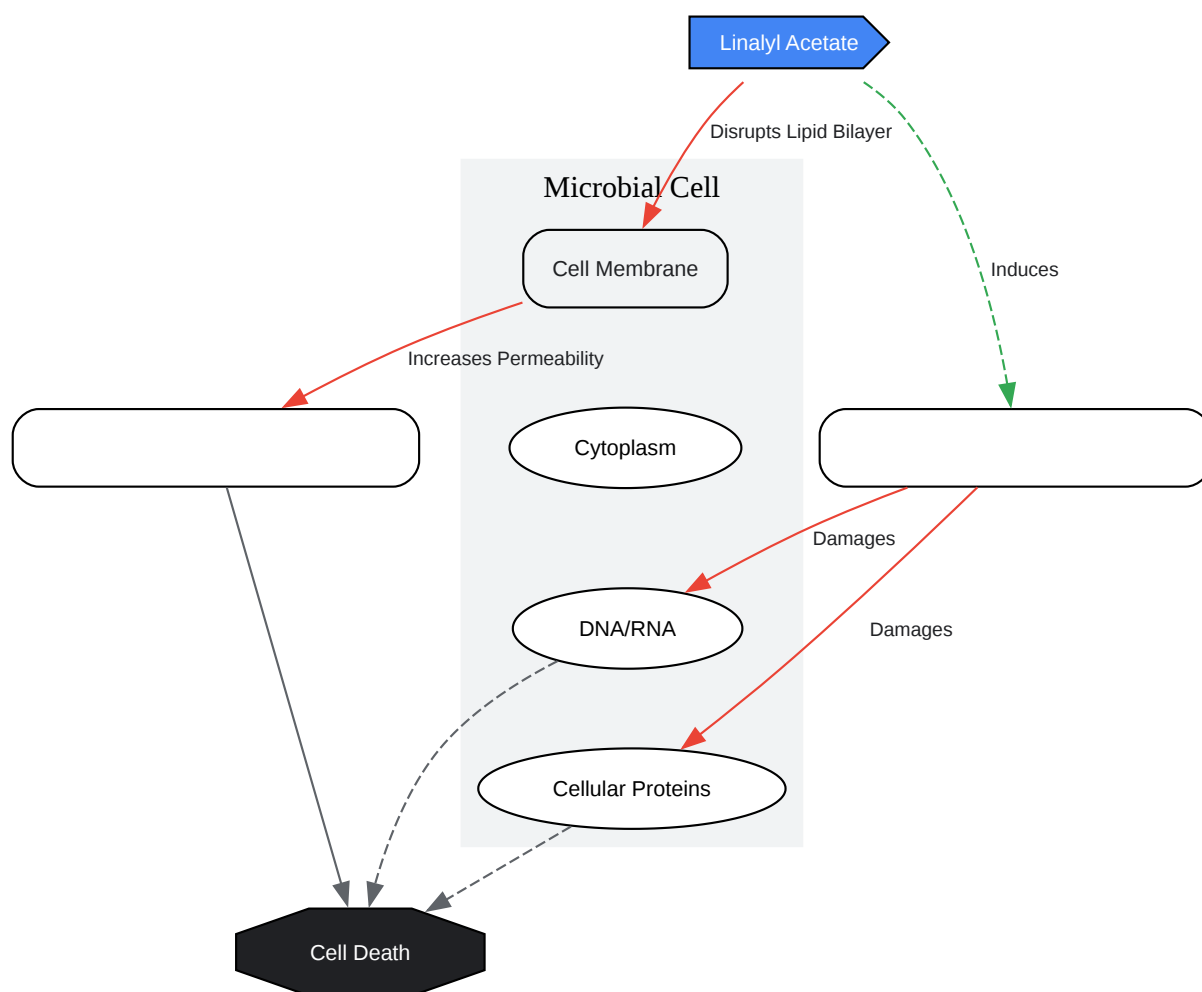 Linalyl Acetate
Disrupts Lipid Bilayer
Microbial Cell
Cell Membrane
Induces
Increases Permeability
Cytoplasm
Damages
DNA/RNA
Damages
Cellular Proteins
Cell Death